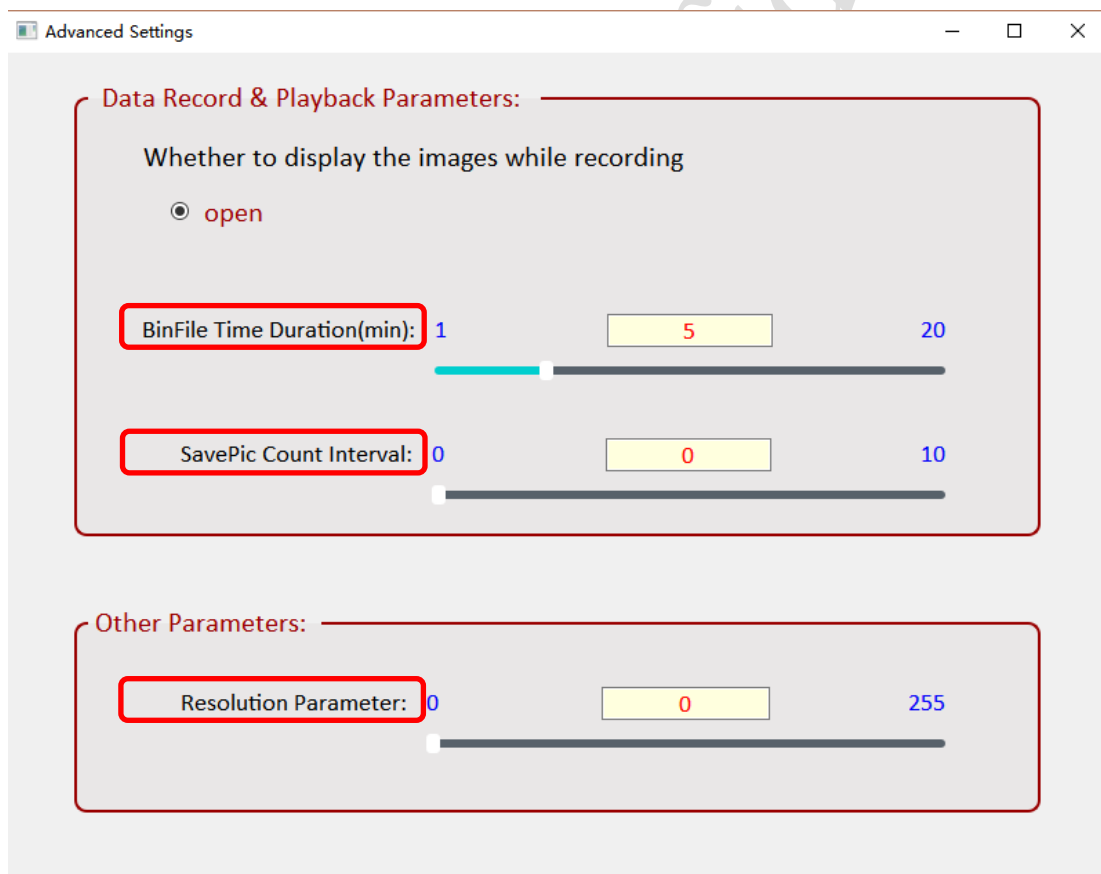 Advanced Settings
Data Record & Playback Parameters:
Whether to display the images while recording
open
BinFile Time Duration(min): 1 5 20
SavePic Count Interval: 0 0 10
Other Parameters:
Resolution Parameter: 0 0 255